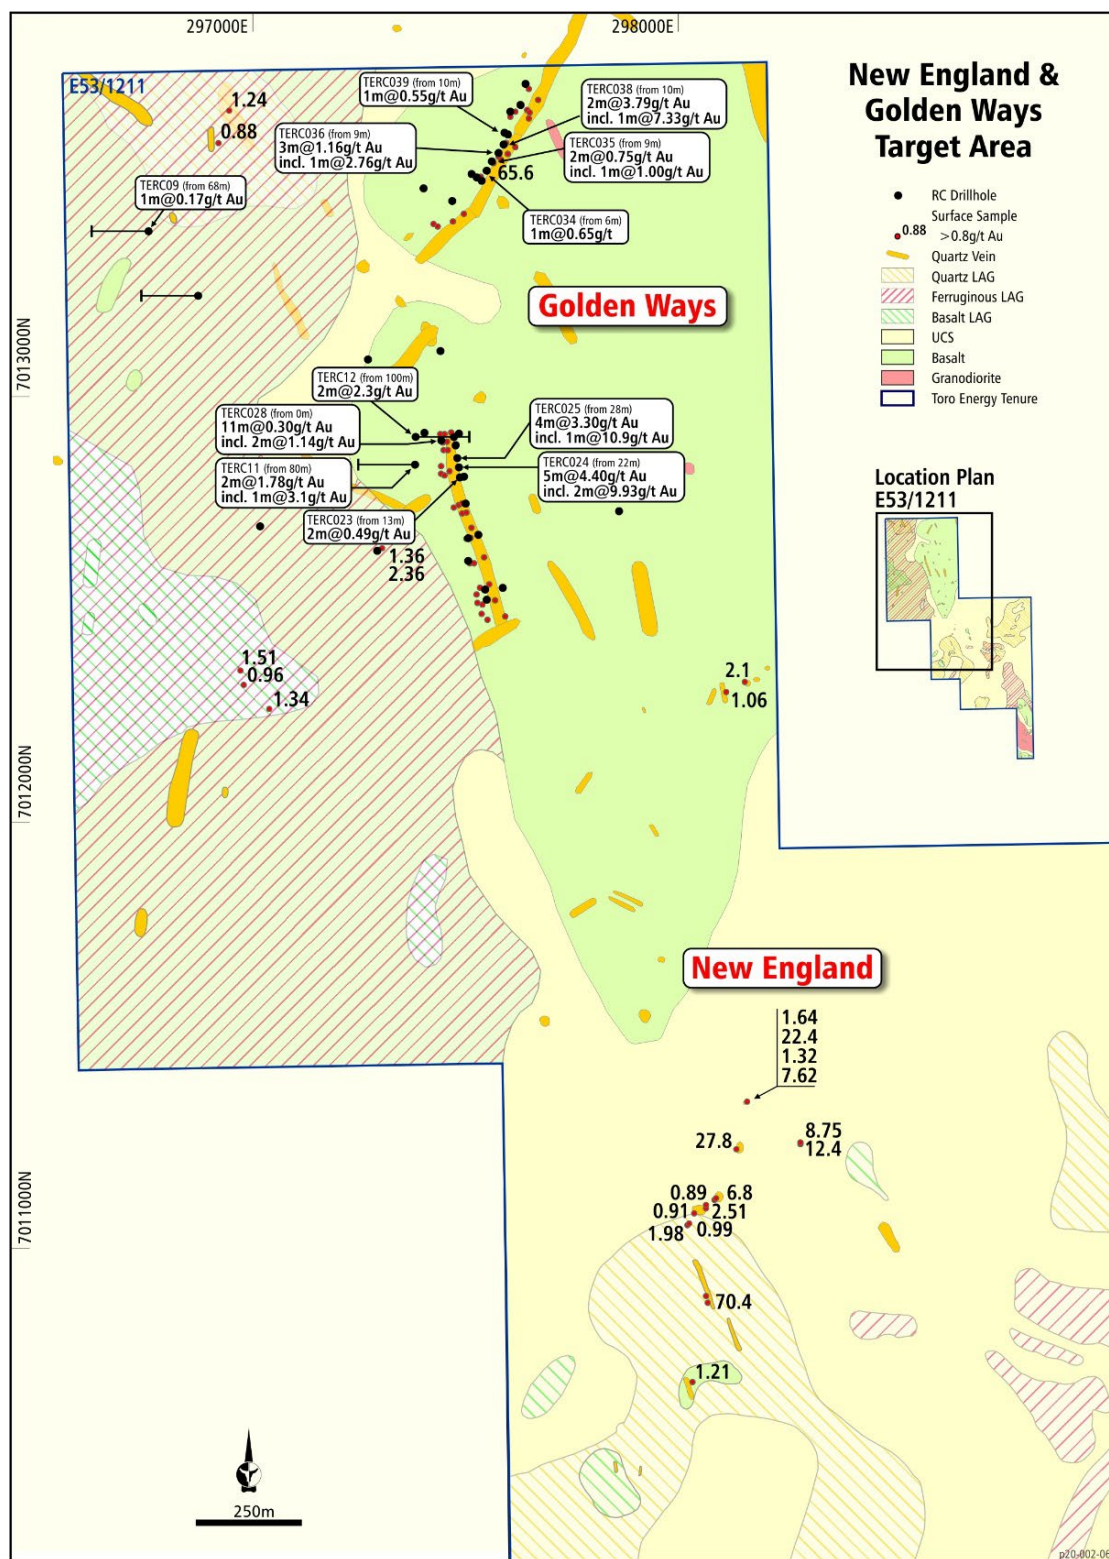 297000E
298000E
E53/1211
New England &
Golden Ways
Target Area
RC Drillhole
Surface Sample
0.88
>0.8g/t Au
Quartz Vein
Quartz LAG
Ferruginous LAG
Basalt LAG
UCS
Basalt
Granodiorite
Toro Energy Tenure
Location Plan
E53/1211
1.24
0.88
TERC039 (from 10m)
1m@0.55g/t Au
TERC038 (from 10m)
2m@3.79g/t Au
incl. 1m@7.33g/t Au
TERC036 (from 9m)
3m@1.16g/t Au
incl. 1m@2.76g/t Au
TERC035 (from 9m)
2m@0.75g/t Au
incl. 1m@1.00g/t Au
65.6
TERC09 (from 68m)
1m@0.17g/t Au
TERC034 (from 6m)
1m@0.65g/t
Golden Ways
7013000N
TERC12 (from 100m)
2m@2.3g/t Au
TERC028 (from 0m)
11m@0.30g/t Au
incl. 2m@1.14g/t Au
TERC025 (from 28m)
4m@3.30g/t Au
incl. 1m@10.9g/t Au
TERC11 (from 80m)
2m@1.78g/t Au
incl. 1m@3.1g/t Au
TERC024 (from 22m)
5m@4.40g/t Au
incl. 2m@9.93g/t Au
TERC023 (from 13m)
2m@0.49g/t Au
1.36
2.36
1.51
0.96
1.34
2.1
1.06
7012000N
New England
1.64
22.4
1.32
7.62
27.8
8.75
12.4
0.89
6.8
0.91
2.51
1.98
0.99
7011000N
70.4
1.21
250m
p20-002-06